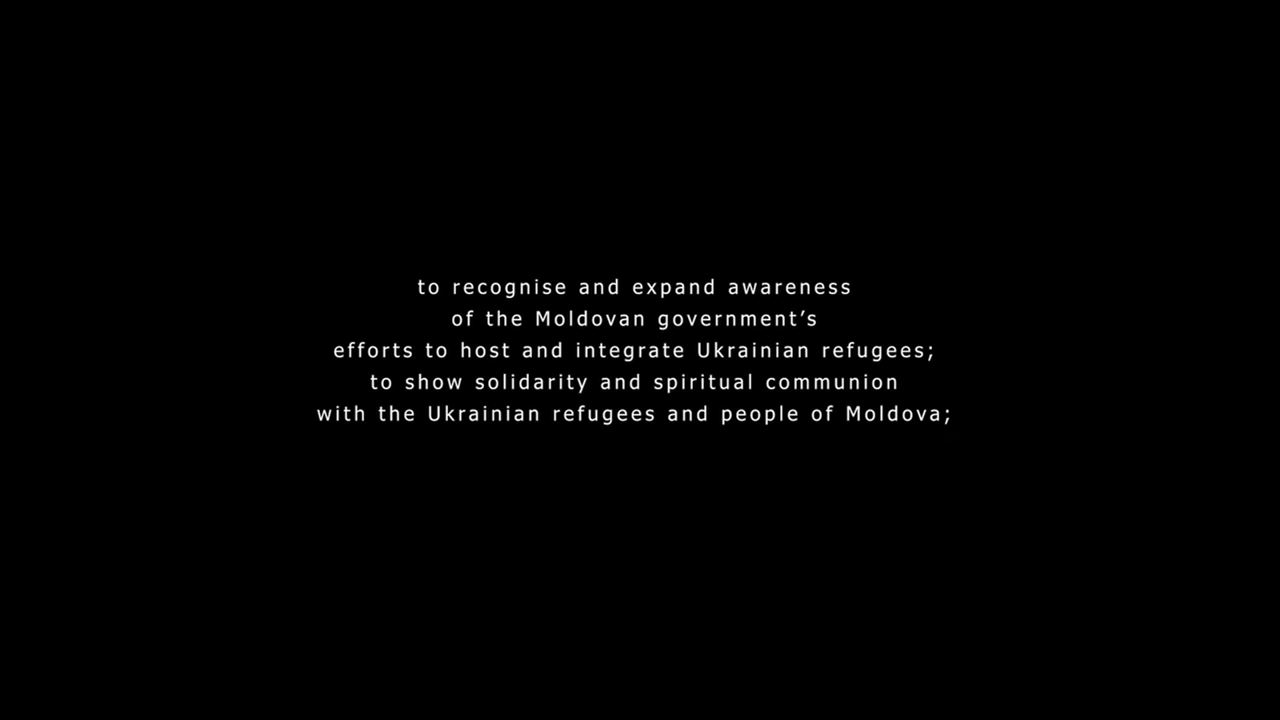 to recognise and expand awareness
of the Moldovan government’s
efforts to host and integrate Ukrainian refugees;
to show solidarity and spiritual communion
with the Ukrainian refugees and people of Moldova;